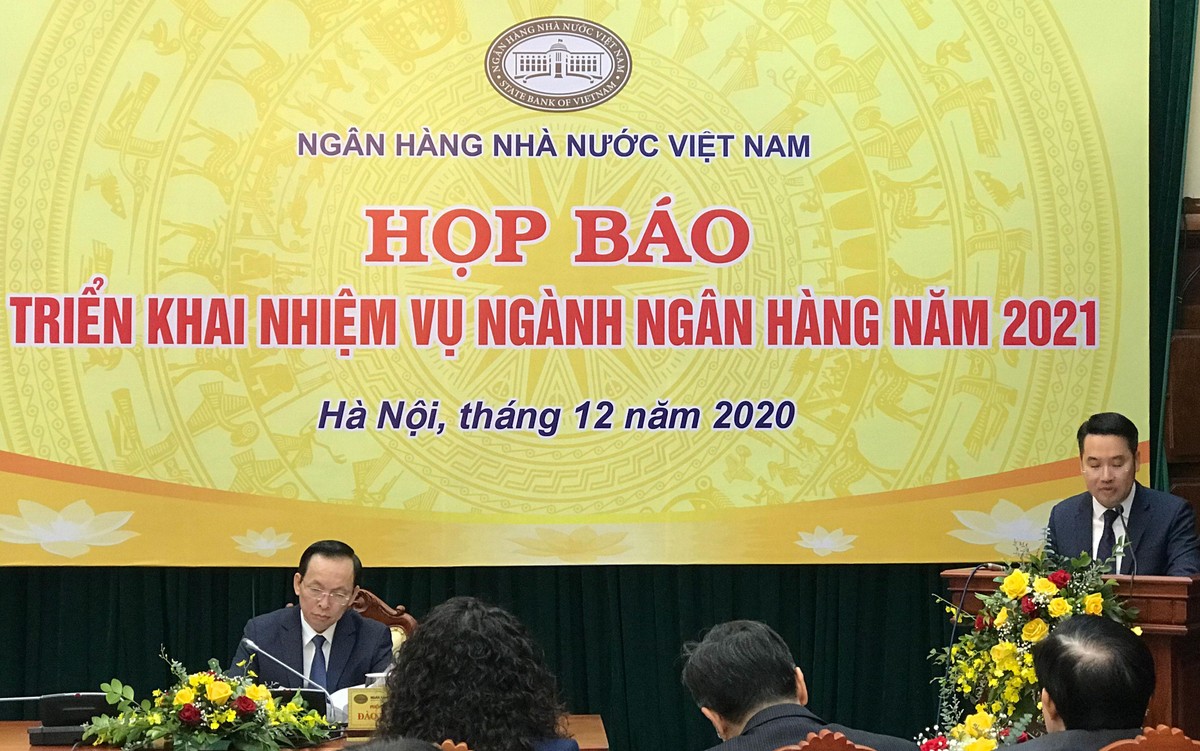 NGÂN HÀNG NHÀ NƯỚC VIỆT NAM
STATE BANK OF VIETNAM
NGÂN HÀNG NHÀ NƯỚC VIỆT NAM
HỌP BÁO
TRIỂN KHAI NHIỆM VỤ NGÀNH NGÂN HÀNG NĂM 2021
Hà Nội, tháng 12 năm 2020
ĐÀO